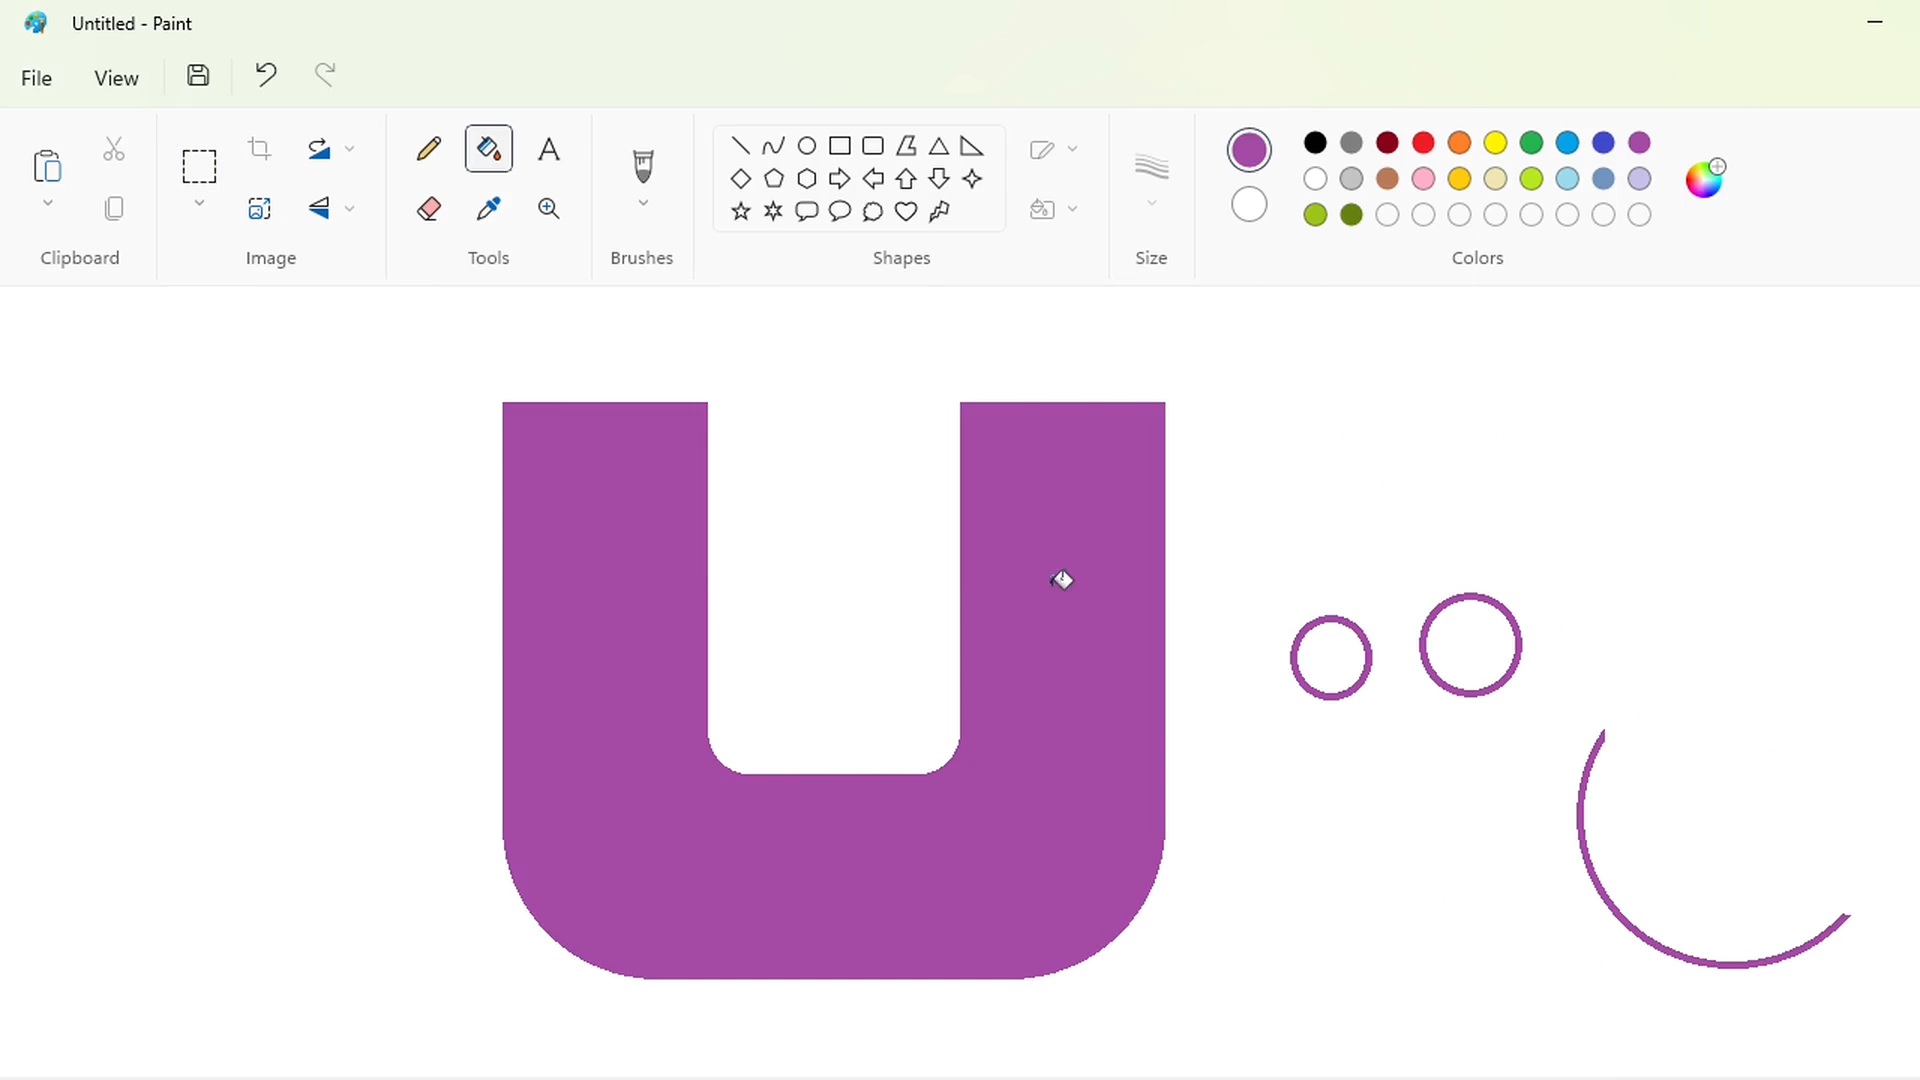 Untitled - Paint
File View
Clipboard Image Tools Brushes Shapes Size Colors
U